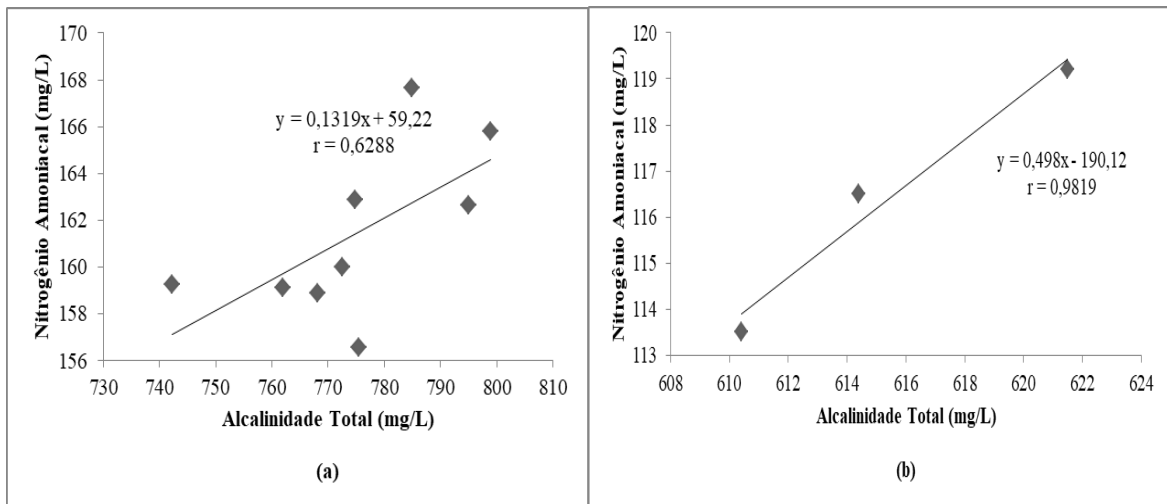 Nitrogênio Amoniacal (mg/L)
170
168
166
164
162
160
158
156
y = 0,1319x + 59,22
r = 0,6288
730 740 750 760 770 780 790 800 810
Alcalinidade Total (mg/L)
(a)
Nitrogênio Amoniacal (mg/L)
120
119
118
117
116
115
114
113
y = 0,498x - 190,12
r = 0,9819
608 610 612 614 616 618 620 622 624
Alcalinidade Total (mg/L)
(b)